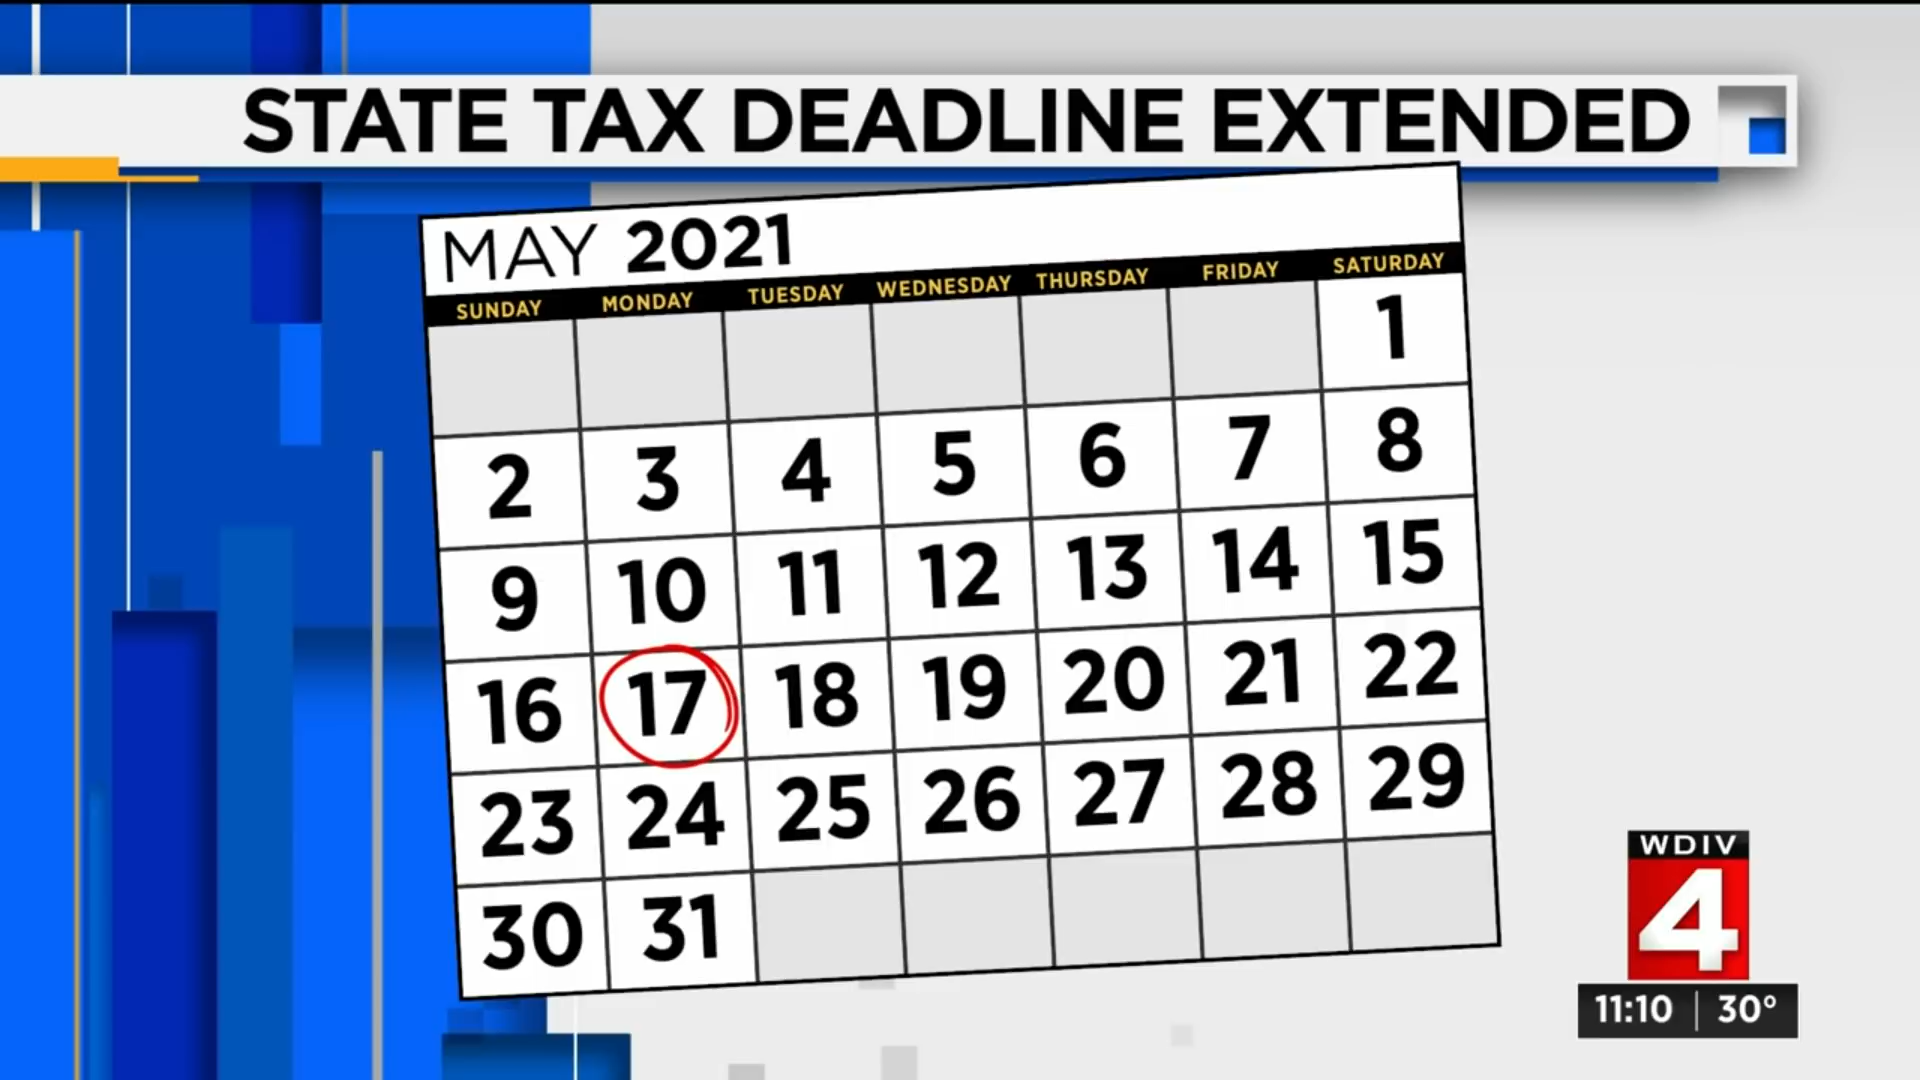 STATE TAX DEADLINE EXTENDED
MAY 2021
SUNDAY MONDAY TUESDAY WEDNESDAY THURSDAY FRIDAY SATURDAY
1
2 3 4 5 6 7 8
9 10 11 12 13 14 15
16 17 18 19 20 21 22
23 24 25 26 27 28 29
30 31
WDIV
4
11:10 30°